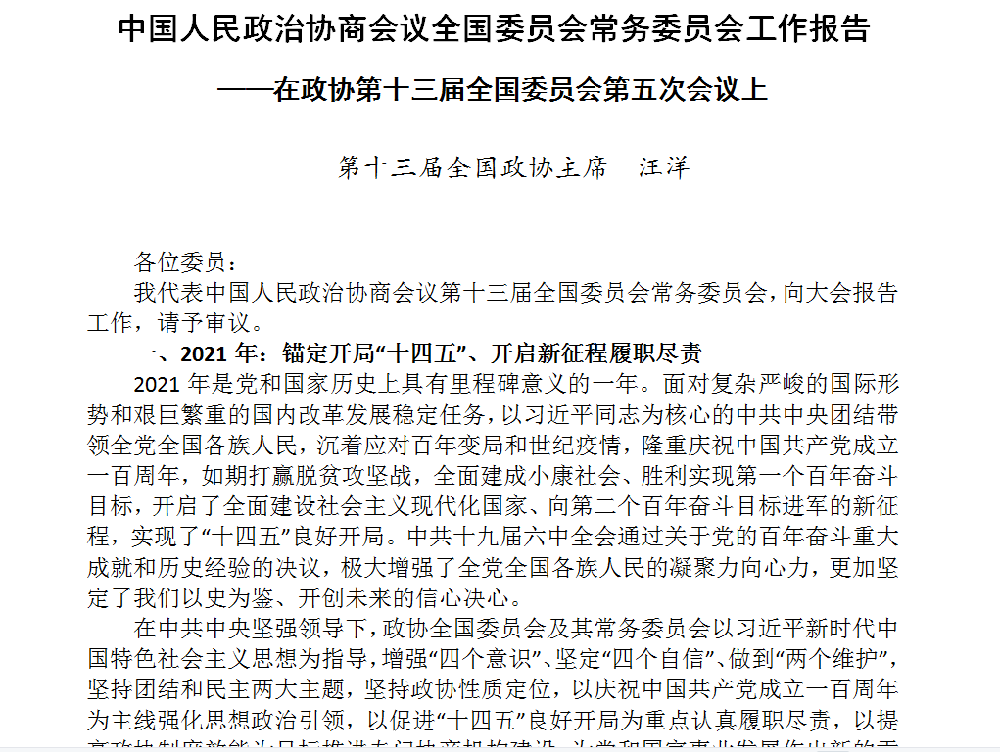 中国人民政治协商会议全国委员会常务委员会工作报告
——在政协第十三届全国委员会第五次会议上
第十三届全国政协主席 汪洋
各位委员：
我代表中国人民政治协商会议第十三届全国委员会常务委员会，向大会报告
工作，请予审议。
一、2021 年：锚定开局“十四五”、开启新征程履职尽责
2021 年是党和国家历史上具有里程碑意义的一年。面对复杂严峻的国际形
势和艰巨繁重的国内改革发展稳定任务，以习近平同志为核心的中共中央团结带
领全党全国各族人民，沉着应对百年变局和世纪疫情，隆重庆祝中国共产党成立
一百周年，如期打赢脱贫攻坚战，全面建成小康社会、胜利实现第一个百年奋斗
目标，开启了全面建设社会主义现代化国家、向第二个百年奋斗目标进军的新征
程，实现了“十四五”良好开局。中共十九届六中全会通过关于党的百年奋斗重大
成就和历史经验的决议，极大增强了全党全国各族人民的凝聚力向心力，更加坚
定了我们以史为鉴、开创未来的信心决心。
在中共中央坚强领导下，政协全国委员会及其常务委员会以习近平新时代中
国特色社会主义思想为指导，增强“四个意识”、坚定“四个自信”、做到“两个维护”，
坚持团结和民主两大主题，坚持政协性质定位，以庆祝中国共产党成立一百周年
为主线强化思想政治引领，以促进“十四五”良好开局为重点认真履职尽责，以提